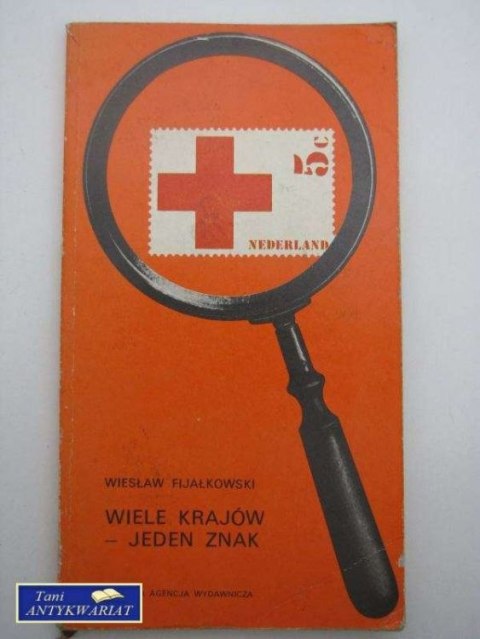 5c
NEDERLAND
WIESŁAW FIJAŁKOWSKI
WIELE KRAJÓW
– JEDEN ZNAK
AGENCJA WYDAWNICZA
Tani
ANTYKWARIAT